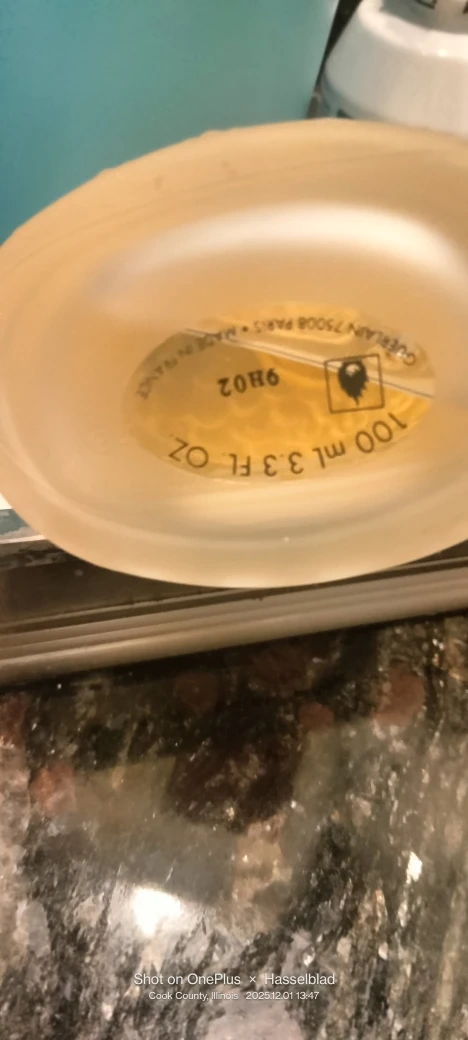 GUERLAIN 75008 PARIS • MADE IN FRANCE
9H02
100 ml 3.3 FL. OZ.
Shot on OnePlus × Hasselblad
Cook County, Illinois 2025.12.01 13:47